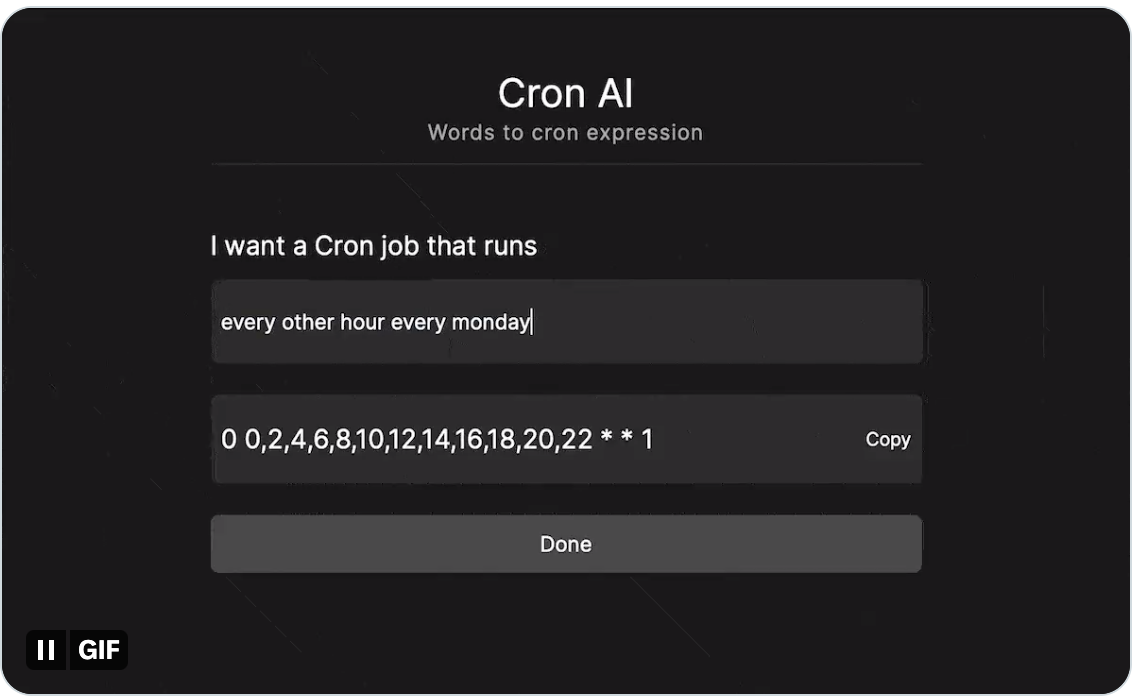 Cron AI
Words to cron expression
I want a Cron job that runs
every other hour every monday
0 0,2,4,6,8,10,12,14,16,18,20,22 * * 1
Copy
Done
GIF